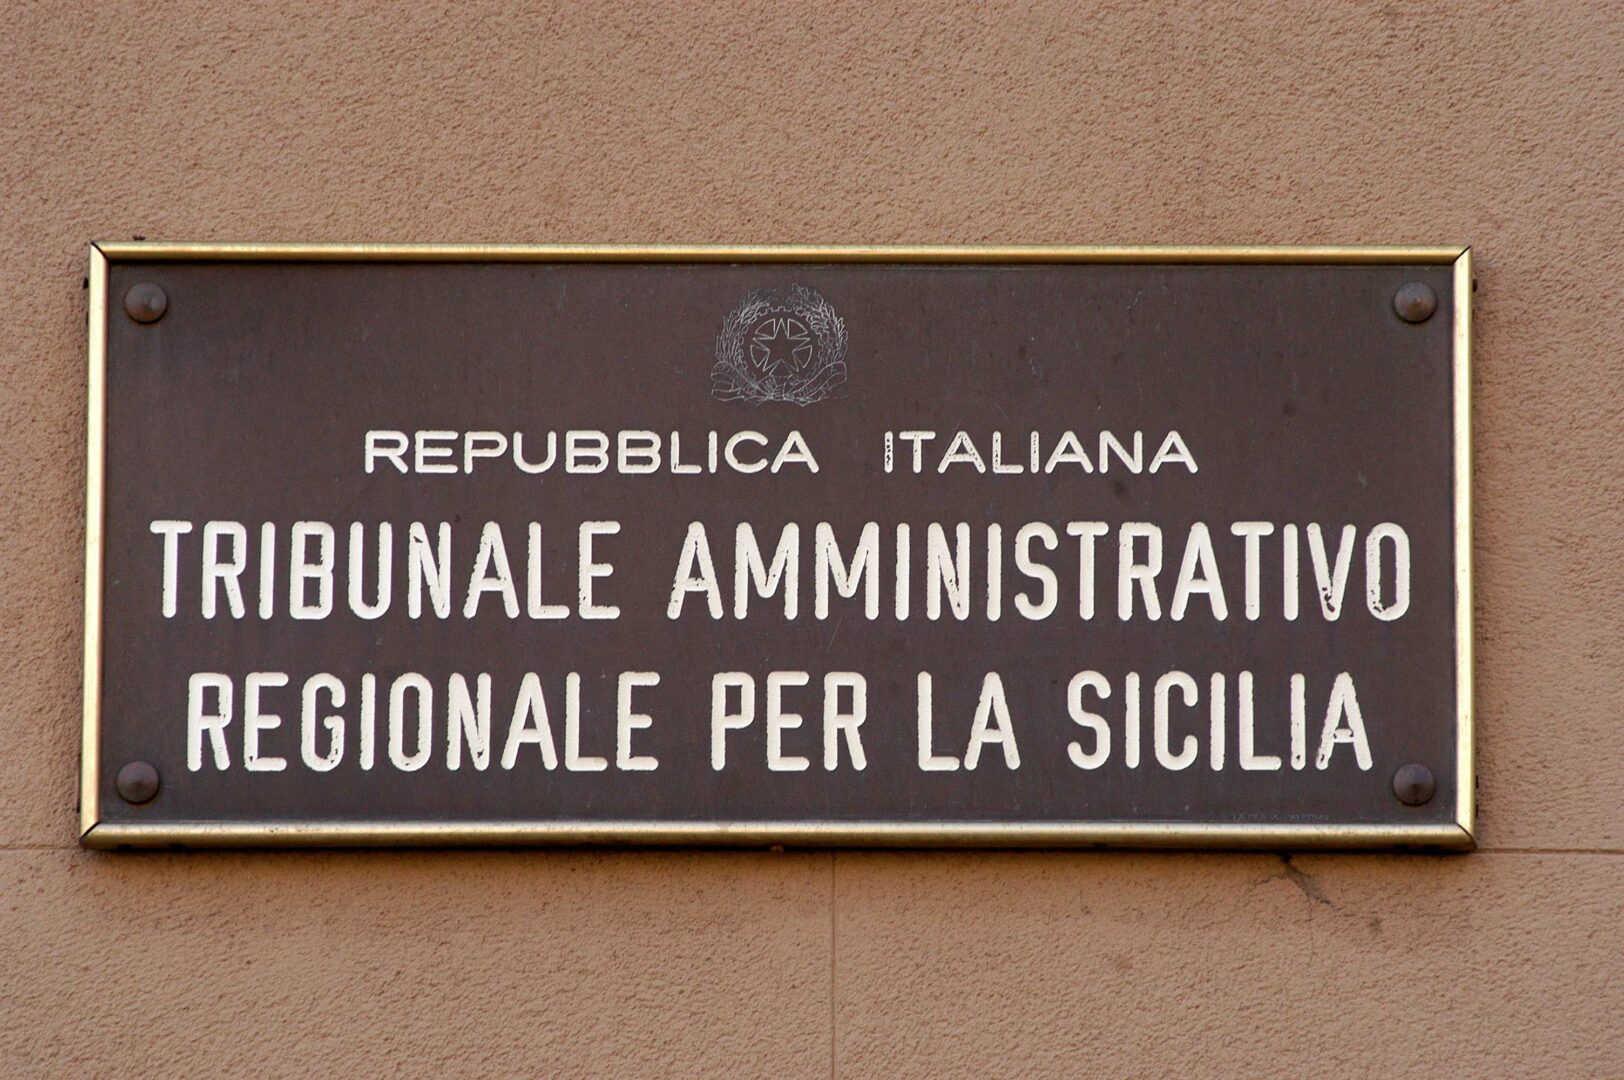 REPUBBLICA ITALIANA
TRIBUNALE AMMINISTRATIVO
REGIONALE PER LA SICILIA